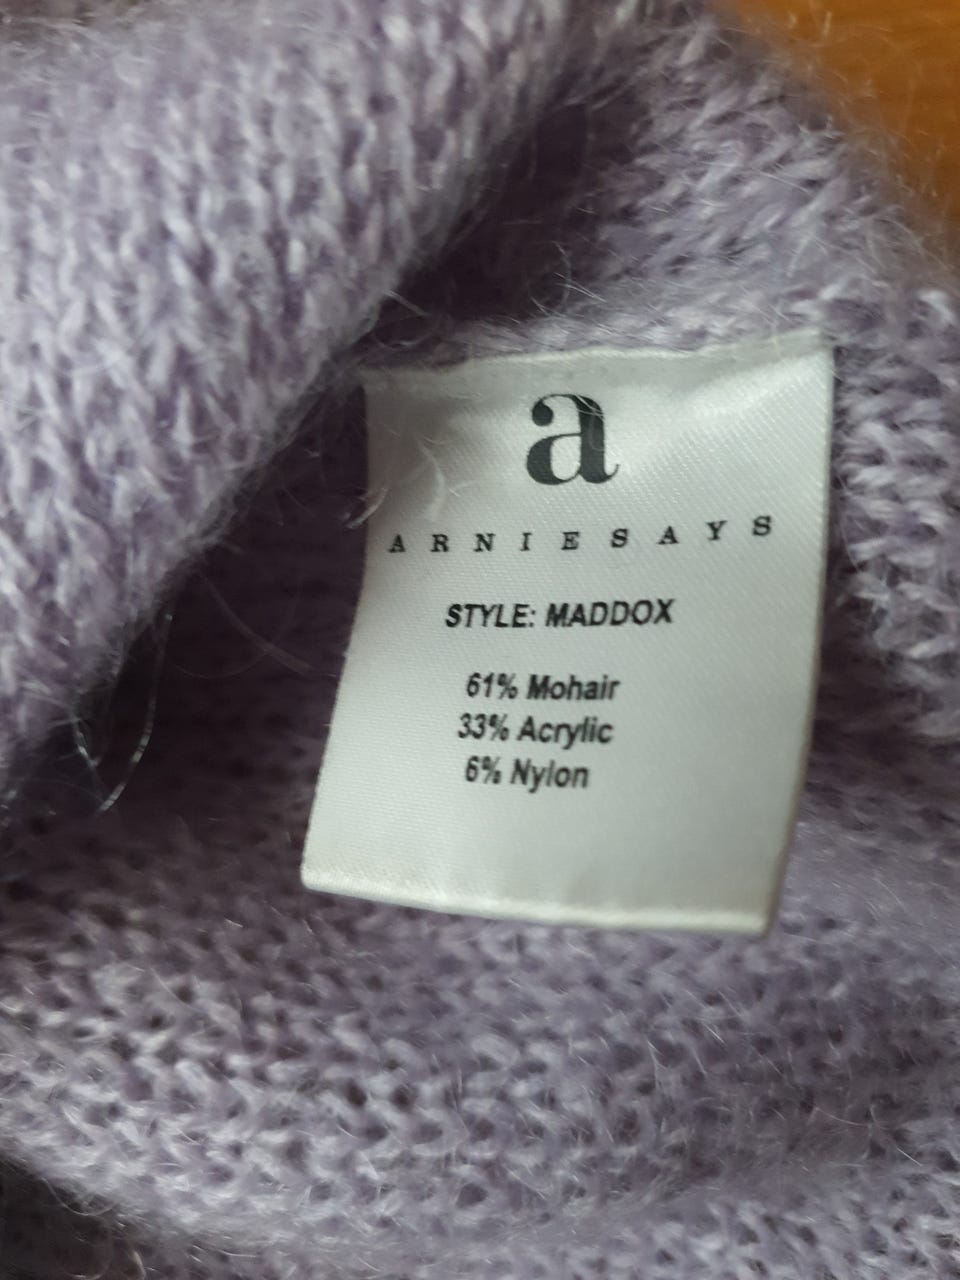 a
ARNIESAYS
STYLE: MADDOX
61% Mohair
33% Acrylic
6% Nylon